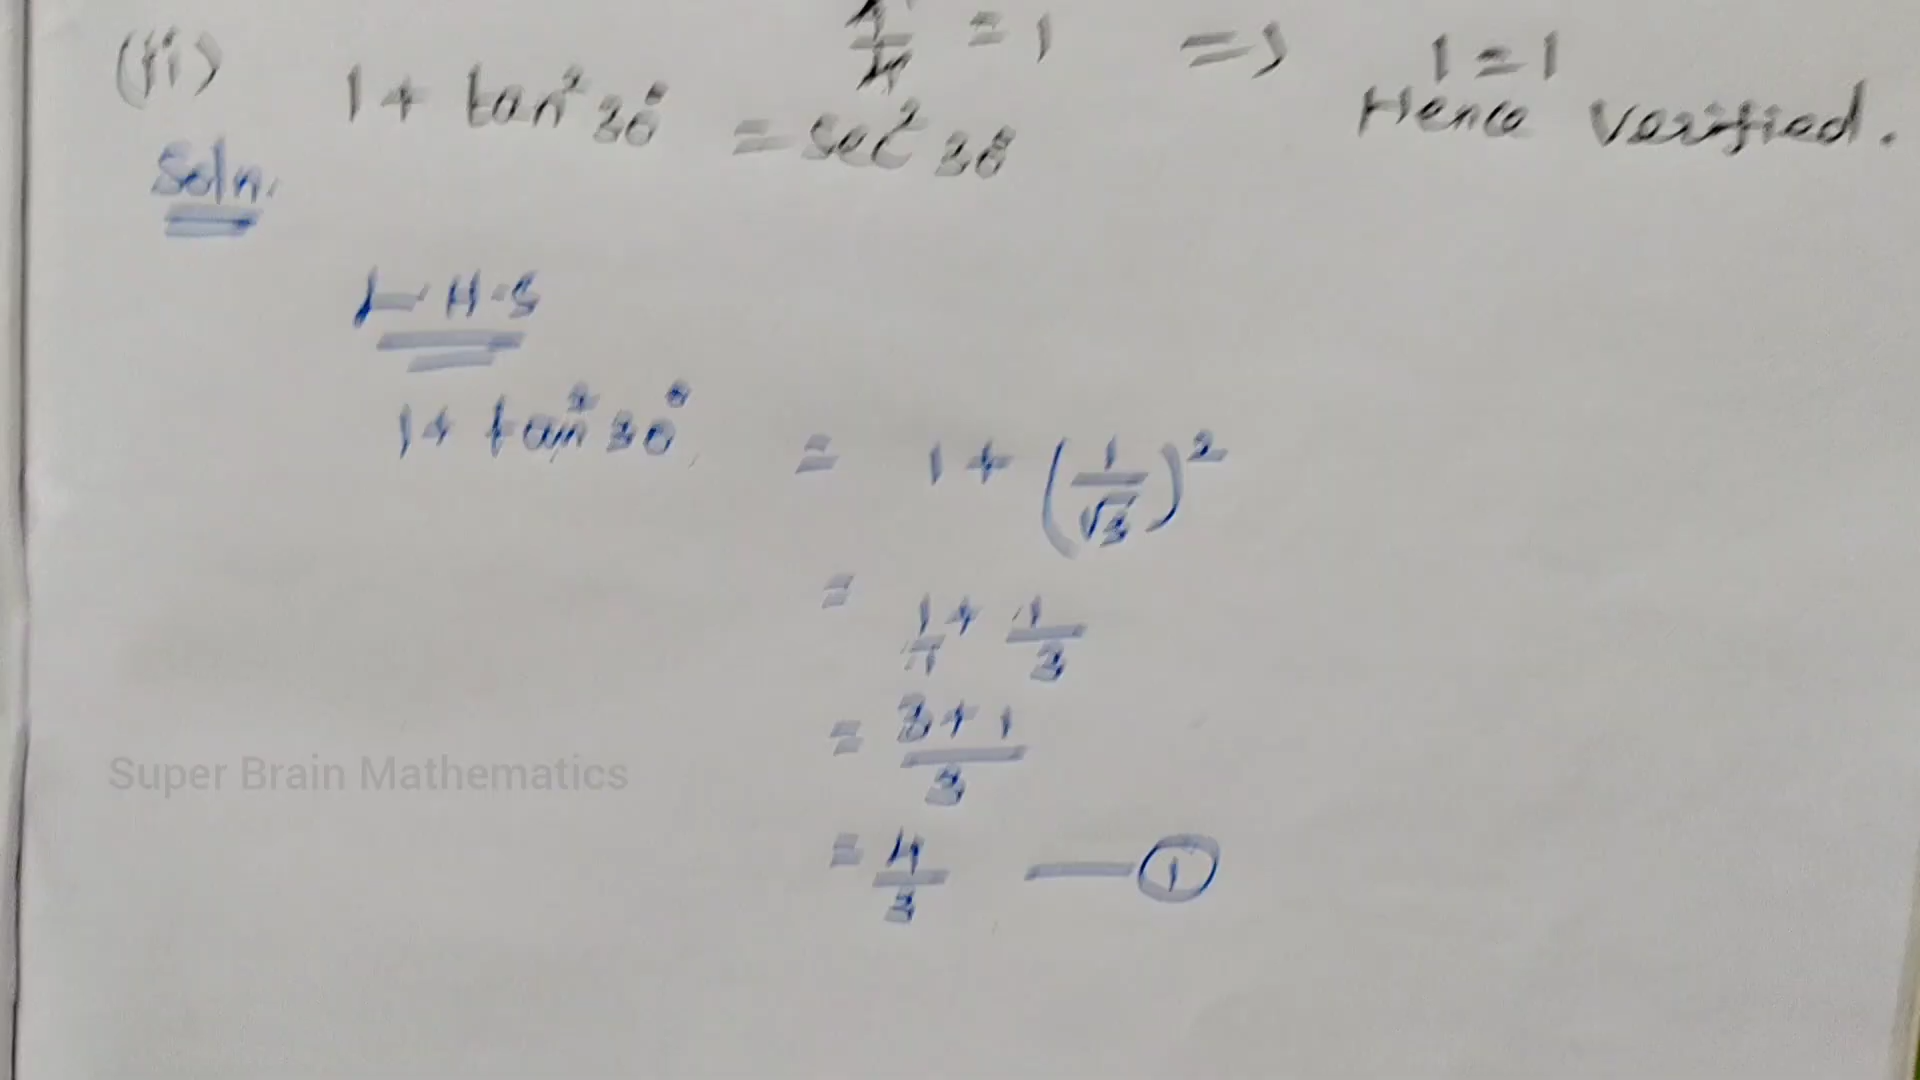 4/4 = 1 => 1 = 1
(ii) 1 + tan² 30° = sec² 30° Hence Verified.
Soln.
L H.S
1 + tan² 30° = 1 + (1/√3)²
= 1/1 + 1/3
= 3 + 1/3
= 4/3 — ①
Super Brain Mathematics